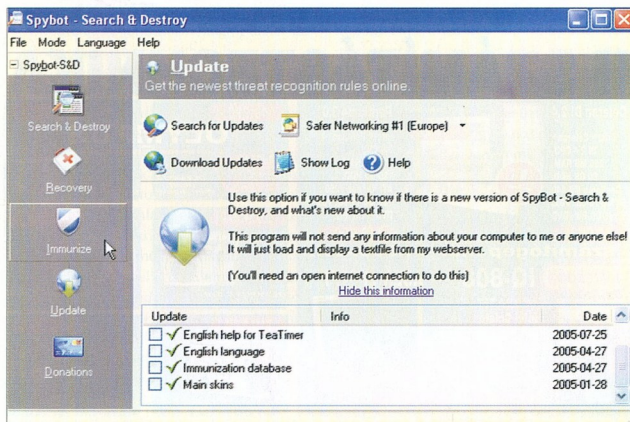 Spybot - Search & Destroy
File Mode Language Help
Spybot-S&D
Search & Destroy
Recovery
Immunize
Update
Donations
Update
Get the newest threat recognition rules online.
Search for Updates Safer Networking #1 (Europe)
Download Updates Show Log Help
Use this option if you want to know if there is a new version of SpyBot - Search &
Destroy, and what's new about it.
This program will not send any information about your computer to me or anyone else!
It will just load and display a textfile from my webserver.
(You'll need an open internet connection to do this)
Hide this information
Update Info Date
English help for TeaTimer 2005-07-25
English language 2005-04-27
Immunization database 2005-04-27
Main skins 2005-01-28